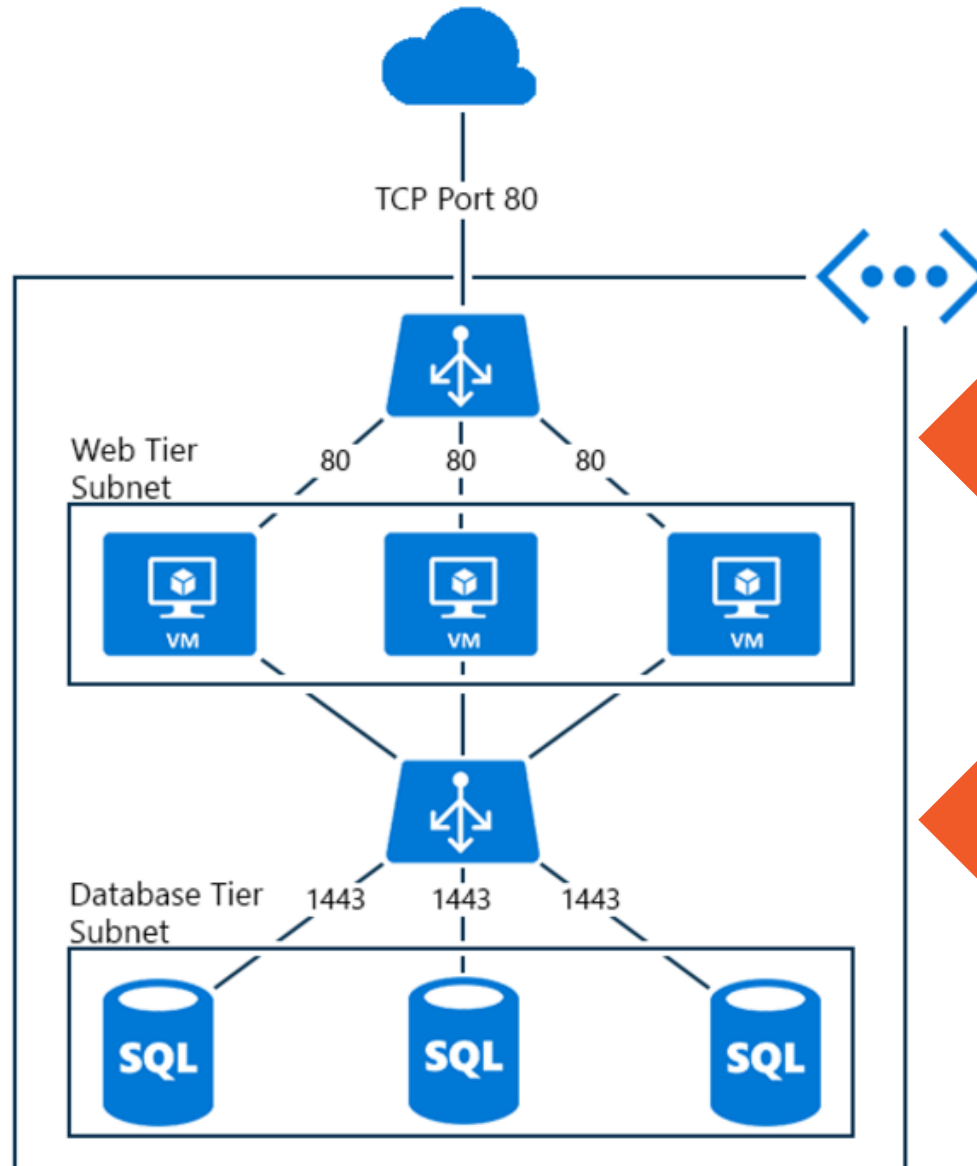 TCP Port 80
Web Tier
Subnet
80
80
80
VM
VM
VM
Database Tier
Subnet
1443
1443
1443
SQL
SQL
SQL